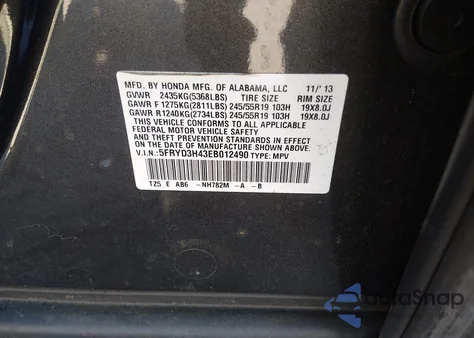 MFD. BY HONDA MFG. OF ALABAMA, LLC 11/'13
GVWR 2435KG(5368LBS) TIRE SIZE RIM SIZE
GAWR F 1275KG(2811LBS) 245/55R19 103H 19X8.0J
GAWR R1240KG(2734LBS) 245/55R19 103H 19X8.0J
THIS VEHICLE CONFORMS TO ALL APPLICABLE
FEDERAL MOTOR VEHICLE SAFETY
AND THEFT PREVENTION STANDARDS IN EFFECT ON
THE DATE OF MANUFACTURE SHOWN ABOVE.
V.I.N.: 5FRYD3H43EB012490 TYPE: MPV
TZ5 E AB6 -NH782M -A -B
AutoSnap